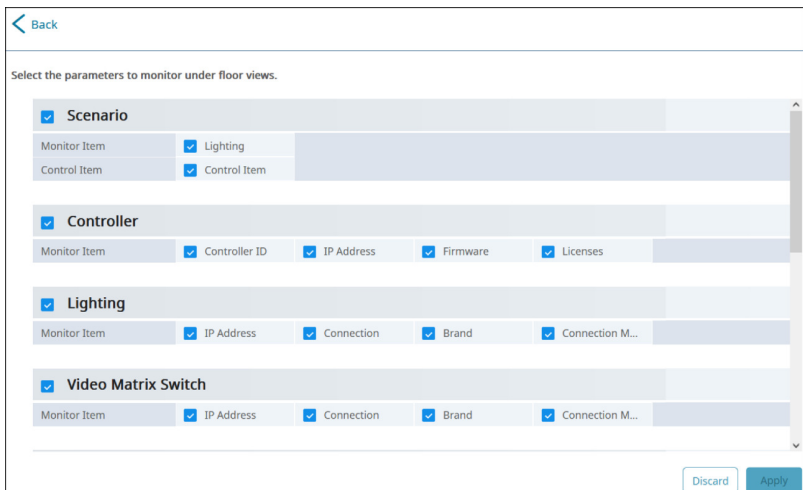 Back
Select the parameters to monitor under floor views.
Scenario
Monitor Item Lighting
Control Item Control Item
Controller
Monitor Item Controller ID IP Address Firmware Licenses
Lighting
Monitor Item IP Address Connection Brand Connection M...
Video Matrix Switch
Monitor Item IP Address Connection Brand Connection M...
Discard Apply